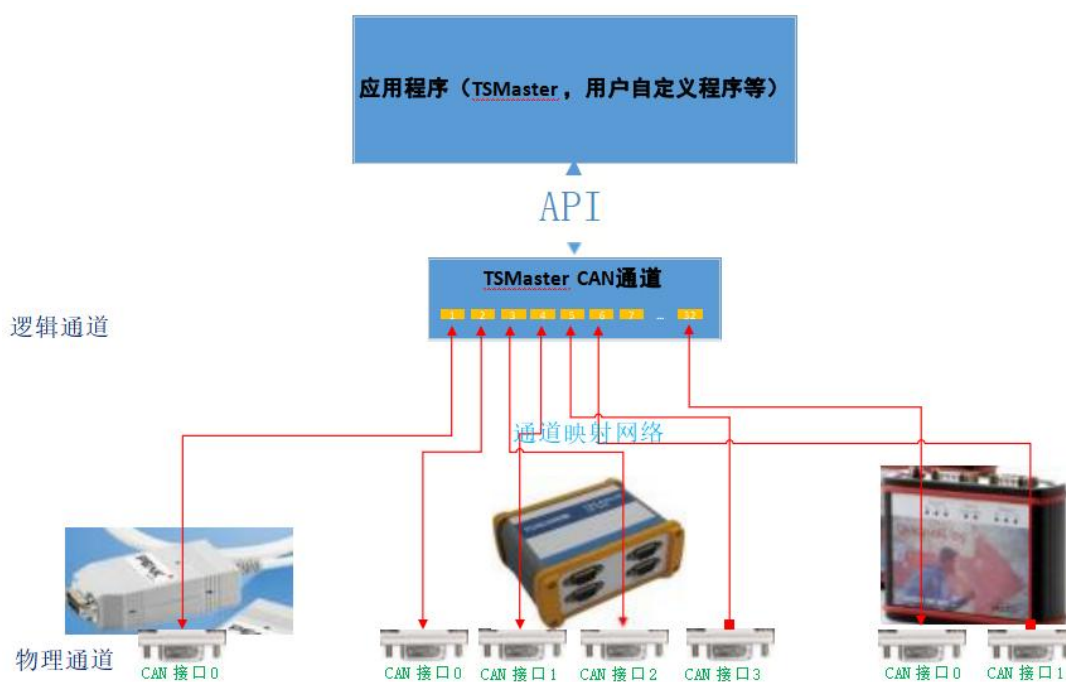 应用程序（TSMaster，用户自定义程序等）
API
TSMaster CAN通道
1 2 3 4 5 6 7 … 32
逻辑通道
通道映射网络
PEAK
物理通道
CAN 接口0
CAN 接口0
CAN 接口1
CAN 接口2
CAN 接口3
CAN 接口0
CAN 接口1